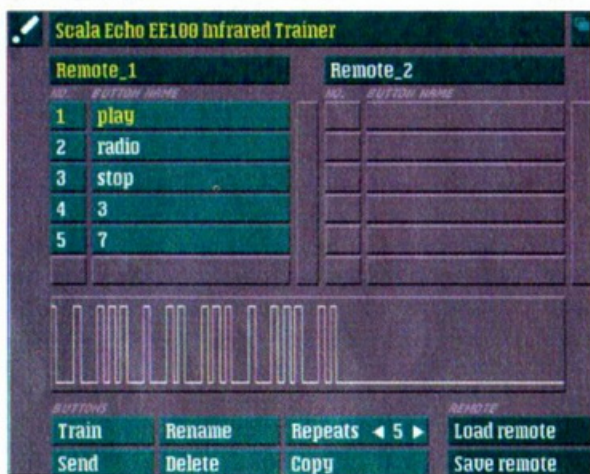 Scala Echo EE100 Infrared Trainer
Remote_1
Remote_2
NO. BUTTON NAME
NO. BUTTON NAME
1 play
2 radio
3 stop
4 3
5 7
BUTTONS
REMOTE
Train Rename Repeats ◀ 5 ▶ Load remote
Send Delete Copy Save remote